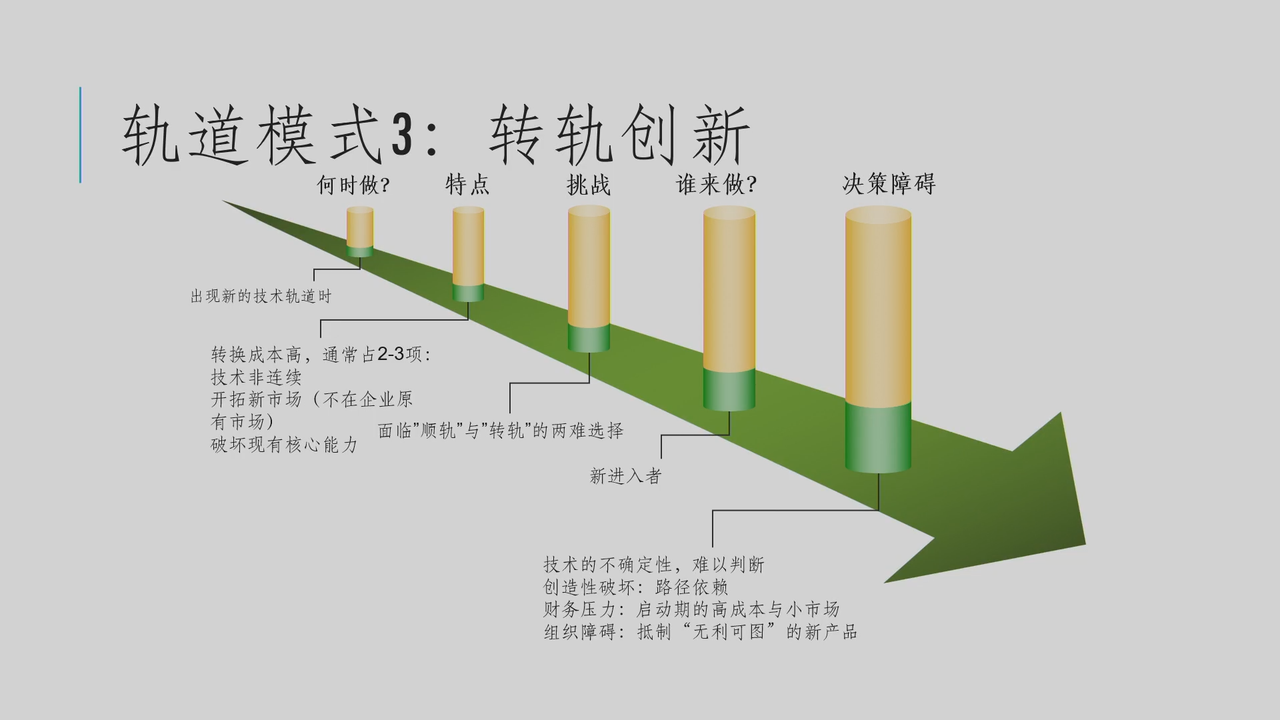 轨道模式3：转轨创新
何时做？
特点
挑战
谁来做？
决策障碍
出现新的技术轨道时
转换成本高，通常占2-3项：
技术非连续
开拓新市场（不在企业原
有市场）
破坏现有核心能力
面临”顺轨”与”转轨”的两难选择
新进入者
技术的不确定性，难以判断
创造性破坏：路径依赖
财务压力：启动期的高成本与小市场
组织障碍：抵制“无利可图”的新产品